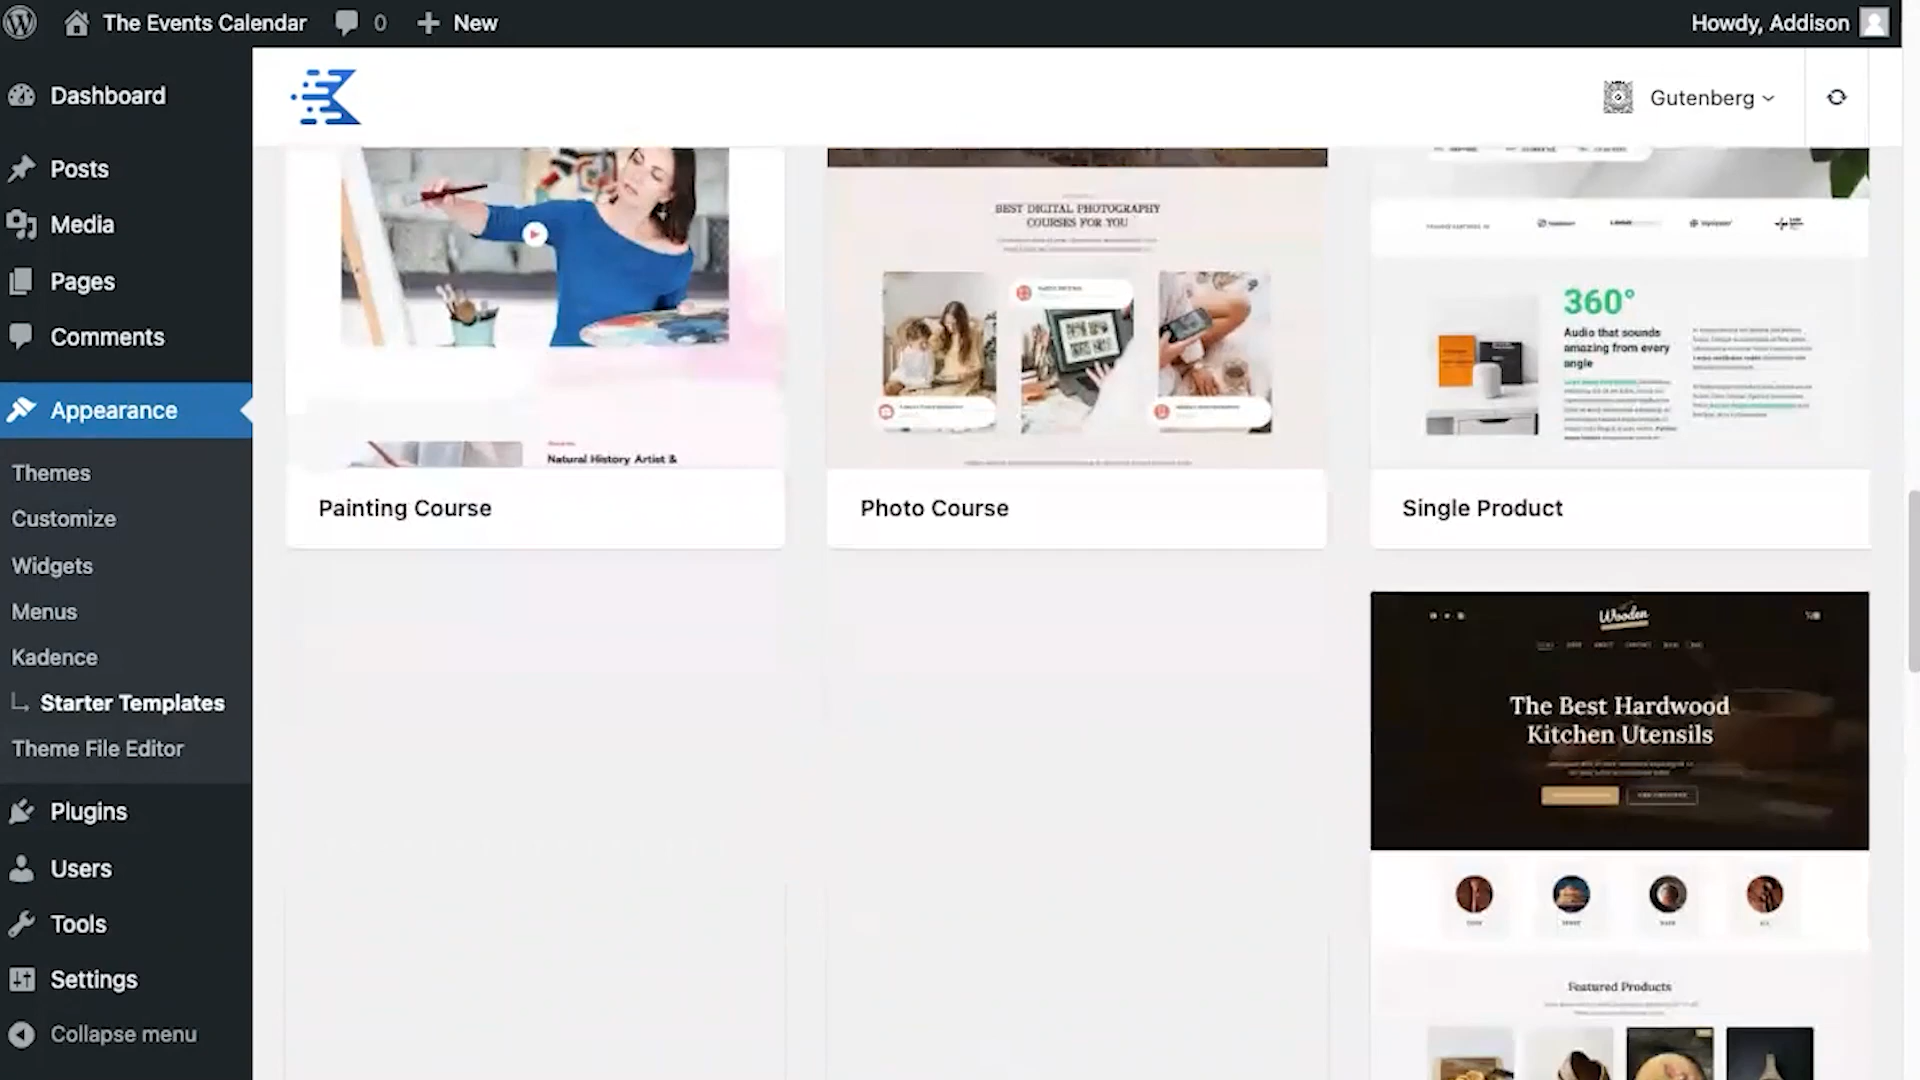 The Events Calendar
0
New
Howdy, Addison
Dashboard
Posts
Media
Pages
Comments
Appearance
Themes
Customize
Widgets
Menus
Kadence
Starter Templates
Theme File Editor
Plugins
Users
Tools
Settings
Collapse menu
Gutenberg
Natural History Artist &
Painting Course
BEST DIGITAL PHOTOGRAPHY
COURSES FOR YOU
Photo Course
360°
Audio that sounds
amazing from every
angle
Single Product
Wooden
The Best Hardwood
Kitchen Utensils
Featured Products